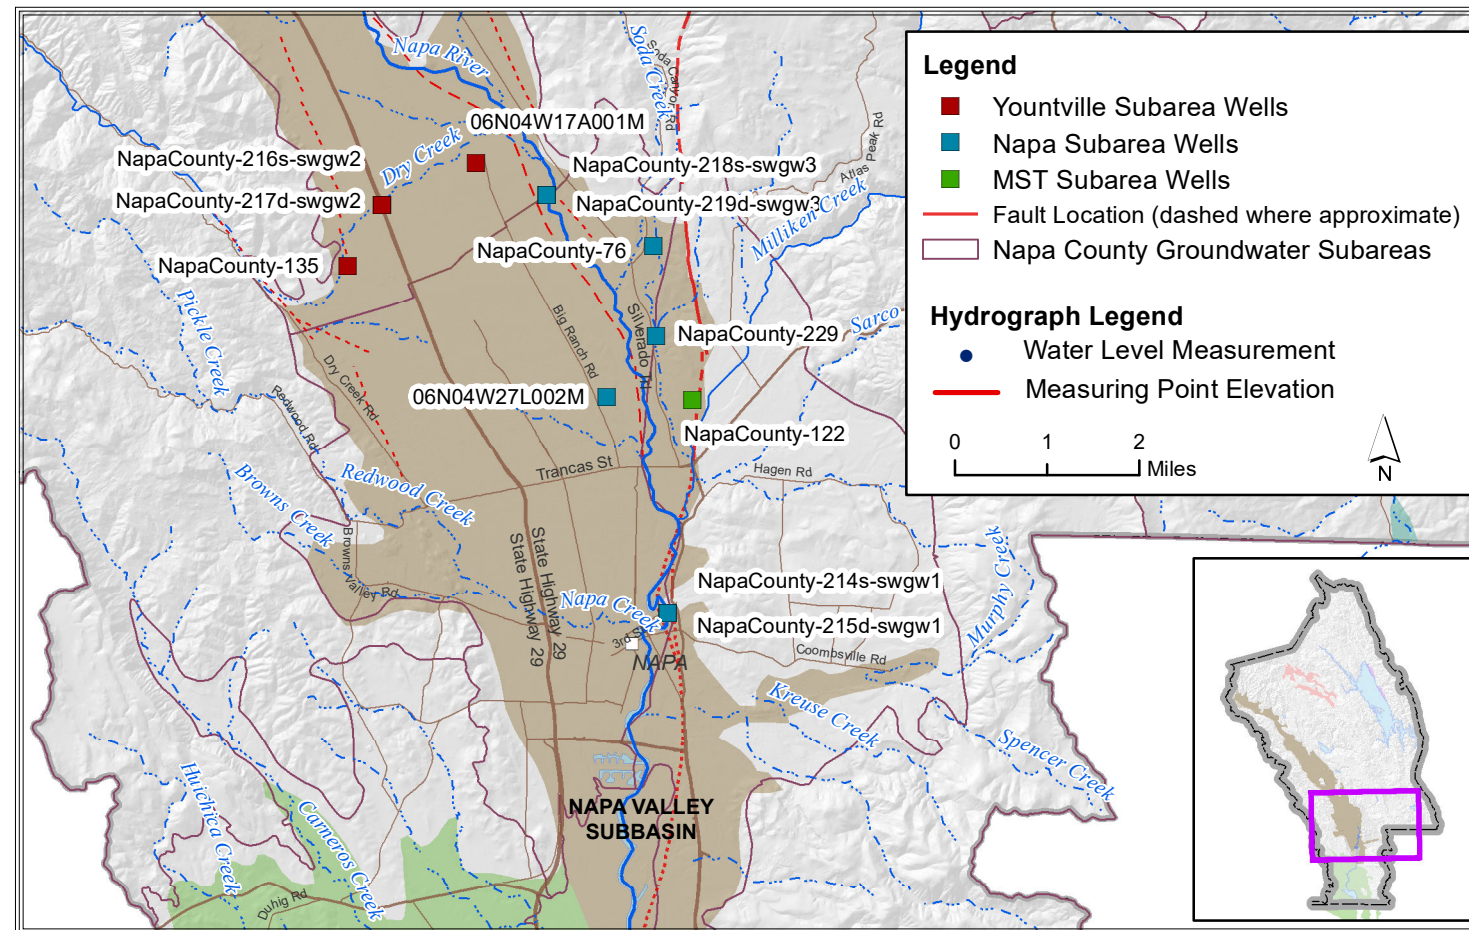 Legend
Yountville Subarea Wells
Napa Subarea Wells
MST Subarea Wells
Fault Location (dashed where approximate)
Napa County Groundwater Subareas
Hydrograph Legend
Water Level Measurement
Measuring Point Elevation
0 1 2
Miles
N
Napa River
Soda Creek
Soda Canyon Rd
Atlas Peak Rd
06N04W17A001M
NapaCounty-216s-swgw2
Dry Creek
NapaCounty-218s-swgw3
NapaCounty-217d-swgw2
NapaCounty-219d-swgw3
Milliken Creek
NapaCounty-76
NapaCounty-135
Pickle Creek
Big Ranch Rd
Silverado Trl
NapaCounty-229
Sarco
Dry Creek Rd
Redwood Rd
06N04W27L002M
NapaCounty-122
Trancas St
Hagen Rd
Redwood Creek
Browns Creek
Browns Valley Rd
State Highway 29
State Highway 29
Murphy Creek
NapaCounty-214s-swgw1
Napa Creek
NapaCounty-215d-swgw1
3rd St
NAPA
Coombsville Rd
Kreuse Creek
Spencer Creek
Huichica Creek
Carneros Creek
NAPA VALLEY
SUBBASIN
Duhig Rd